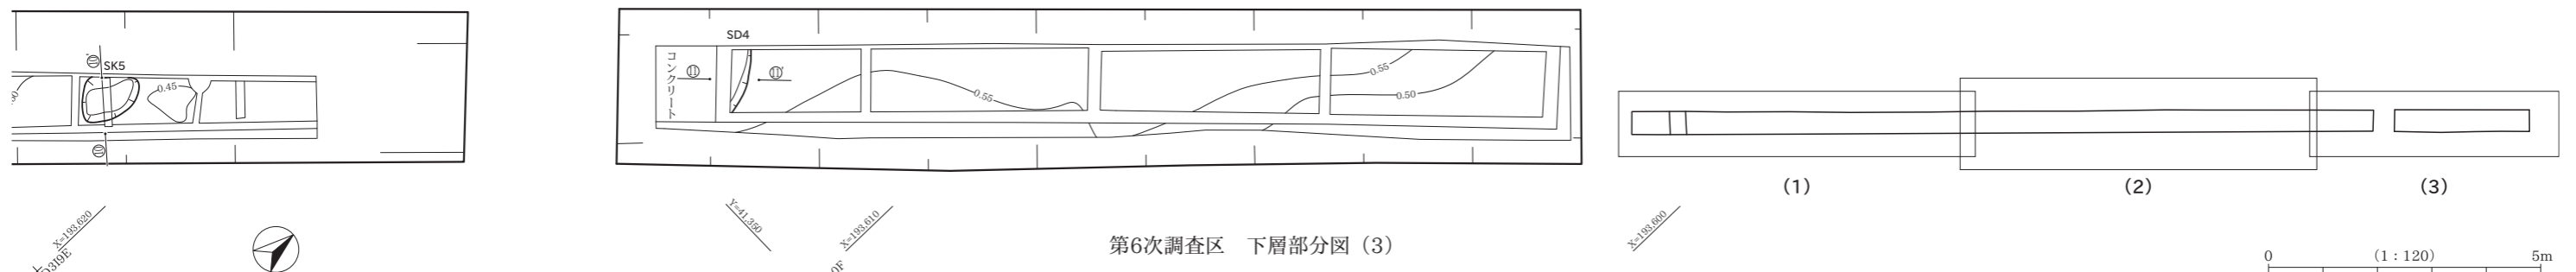 SK5
0.45
SD4
コンクリート
⑪
⑪'
0.55
0.55
0.50
(1)
(2)
(3)
X=193,620
Y=41,350
X=193,610
X=193,600
第6次調査区　下層部分図（3）
0 （1：120） 5m